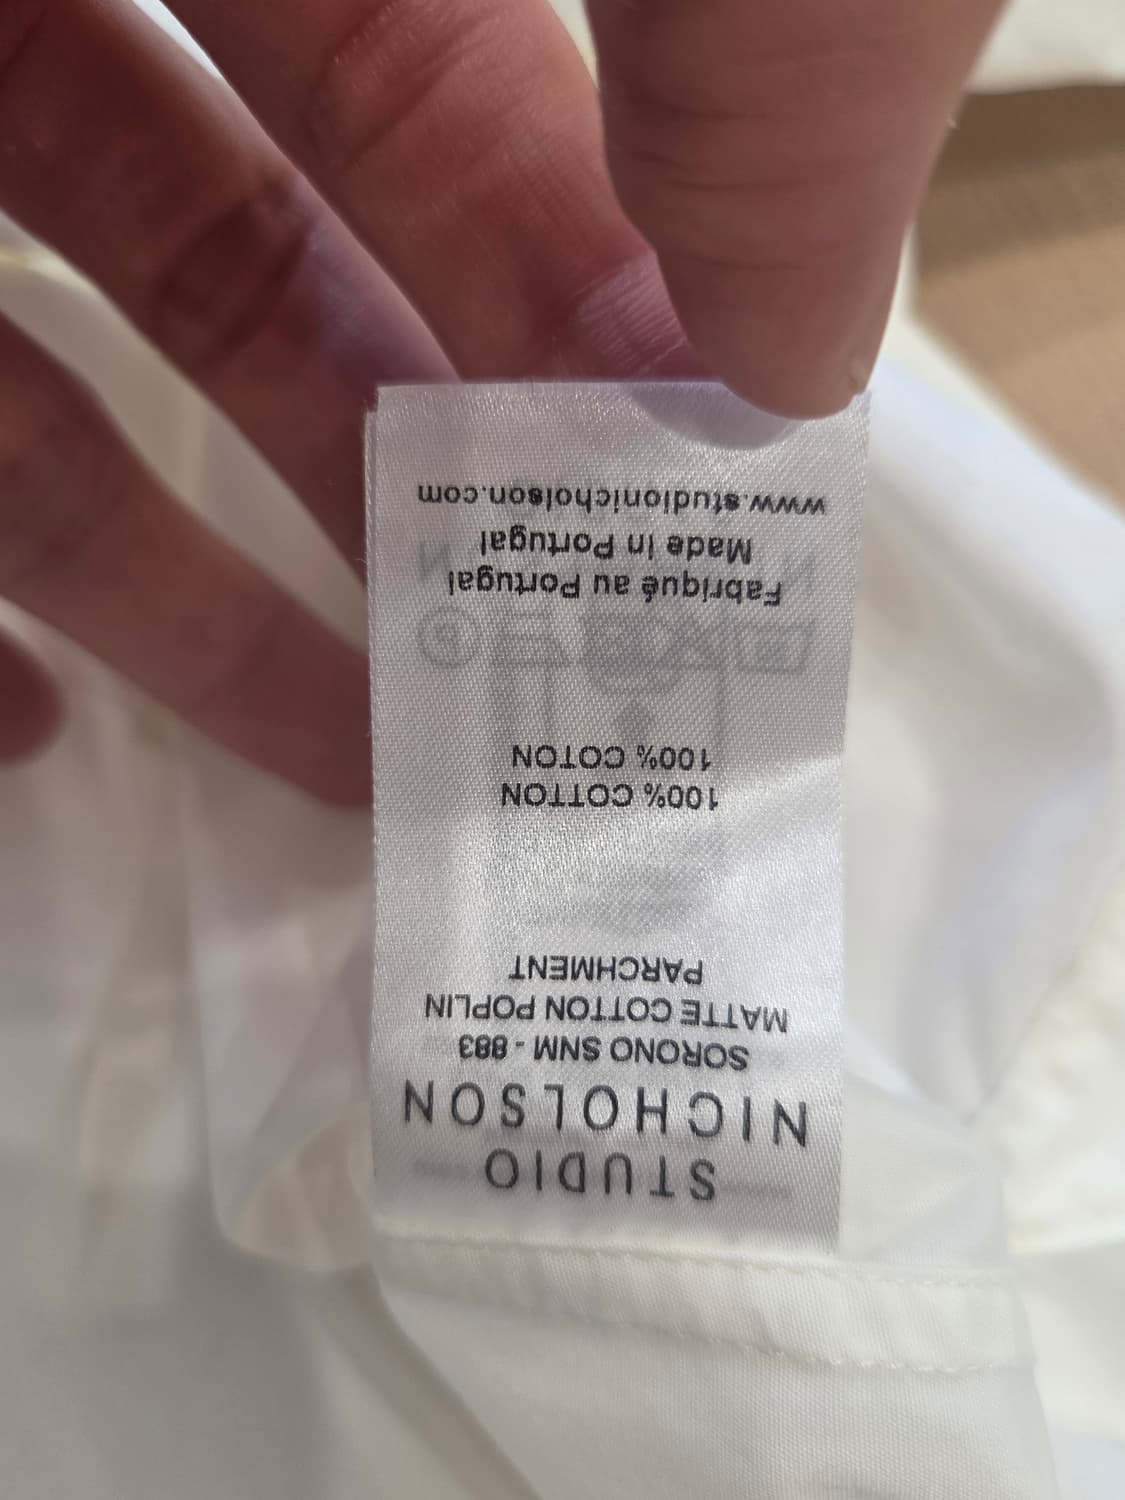 STUDIO
NICHOLSON
SORONO SNM - 883
MATTE COTTON POPLIN
PARCHMENT
100% COTTON
100% COTON
Fabriqué au Portugal
Made in Portugal
www.studionicholson.com